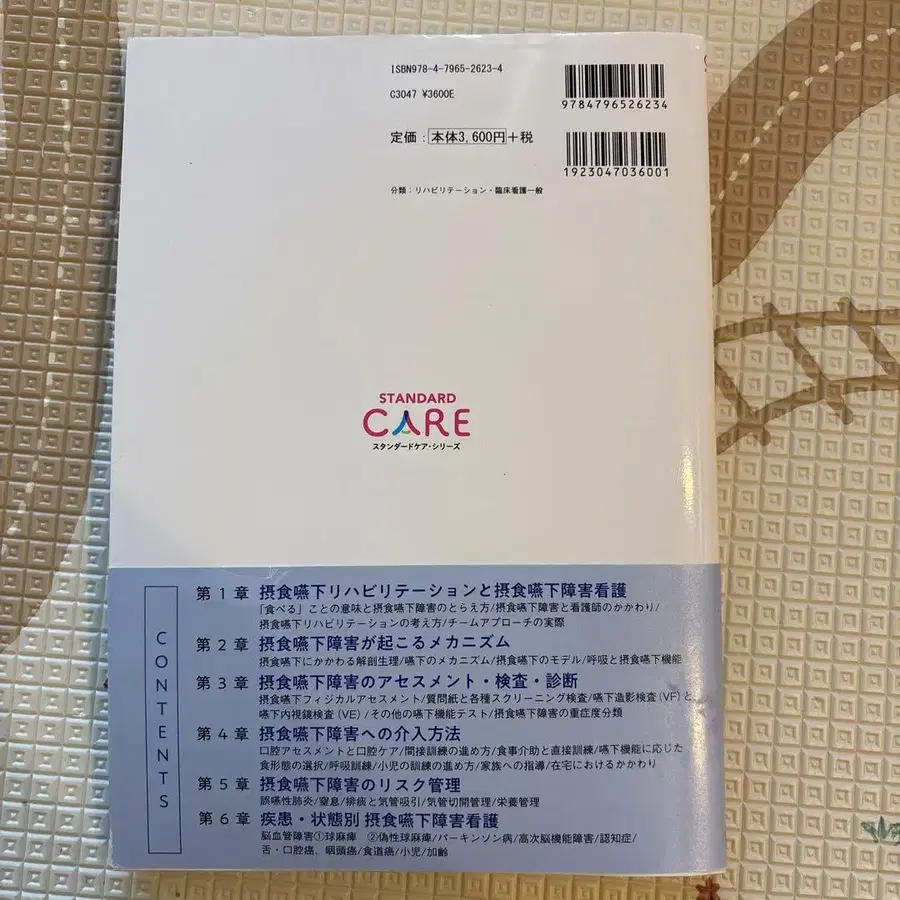 ISBN978-4-7965-2623-4
C3047 ¥3600E
定価：本体3,600円＋税
分類：リハビリテーション・臨床看護一般
9784796526234
1923047036001
STANDARD
CARE
スタンダードケア・シリーズ
CONTENTS
第1章 摂食嚥下リハビリテーションと摂食嚥下障害看護
「食べる」ことの意味と摂食嚥下障害のとらえ方/摂食嚥下障害と看護師のかかわり/
摂食嚥下リハビリテーションの考え方/チームアプローチの実際
第2章 摂食嚥下障害が起こるメカニズム
摂食嚥下にかかわる解剖生理/嚥下のメカニズム/摂食嚥下のモデル/呼吸と摂食嚥下機能
第3章 摂食嚥下障害のアセスメント・検査・診断
摂食嚥下フィジカルアセスメント/質問紙と各種スクリーニング検査/嚥下造影検査(VF)と
嚥下内視鏡検査(VE)/その他の嚥下機能テスト/摂食嚥下障害の重症度分類
第4章 摂食嚥下障害への介入方法
口腔アセスメントと口腔ケア/間接訓練の進め方/食事介助と直接訓練/嚥下機能に応じた
食形態の選択/呼吸訓練/小児の訓練の進め方/家族への指導/在宅におけるかかわり
第5章 摂食嚥下障害のリスク管理
誤嚥性肺炎/窒息/排痰と気管吸引/気管切開管理/栄養管理
第6章 疾患・状態別 摂食嚥下障害看護
脳血管障害①球麻痺 ②偽性球麻痺/パーキンソン病/高次脳機能障害/認知症/
舌・口腔癌、咽頭癌/食道癌/小児/加齢